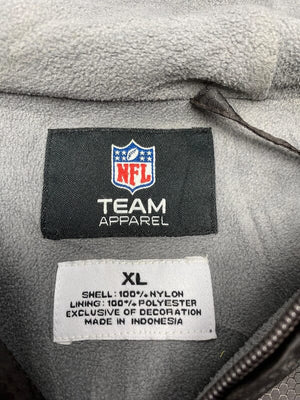 NFL
TEAM
APPAREL
XL
SHELL: 100% NYLON
LINING: 100% POLYESTER
EXCLUSIVE OF DECORATION
MADE IN INDONESIA